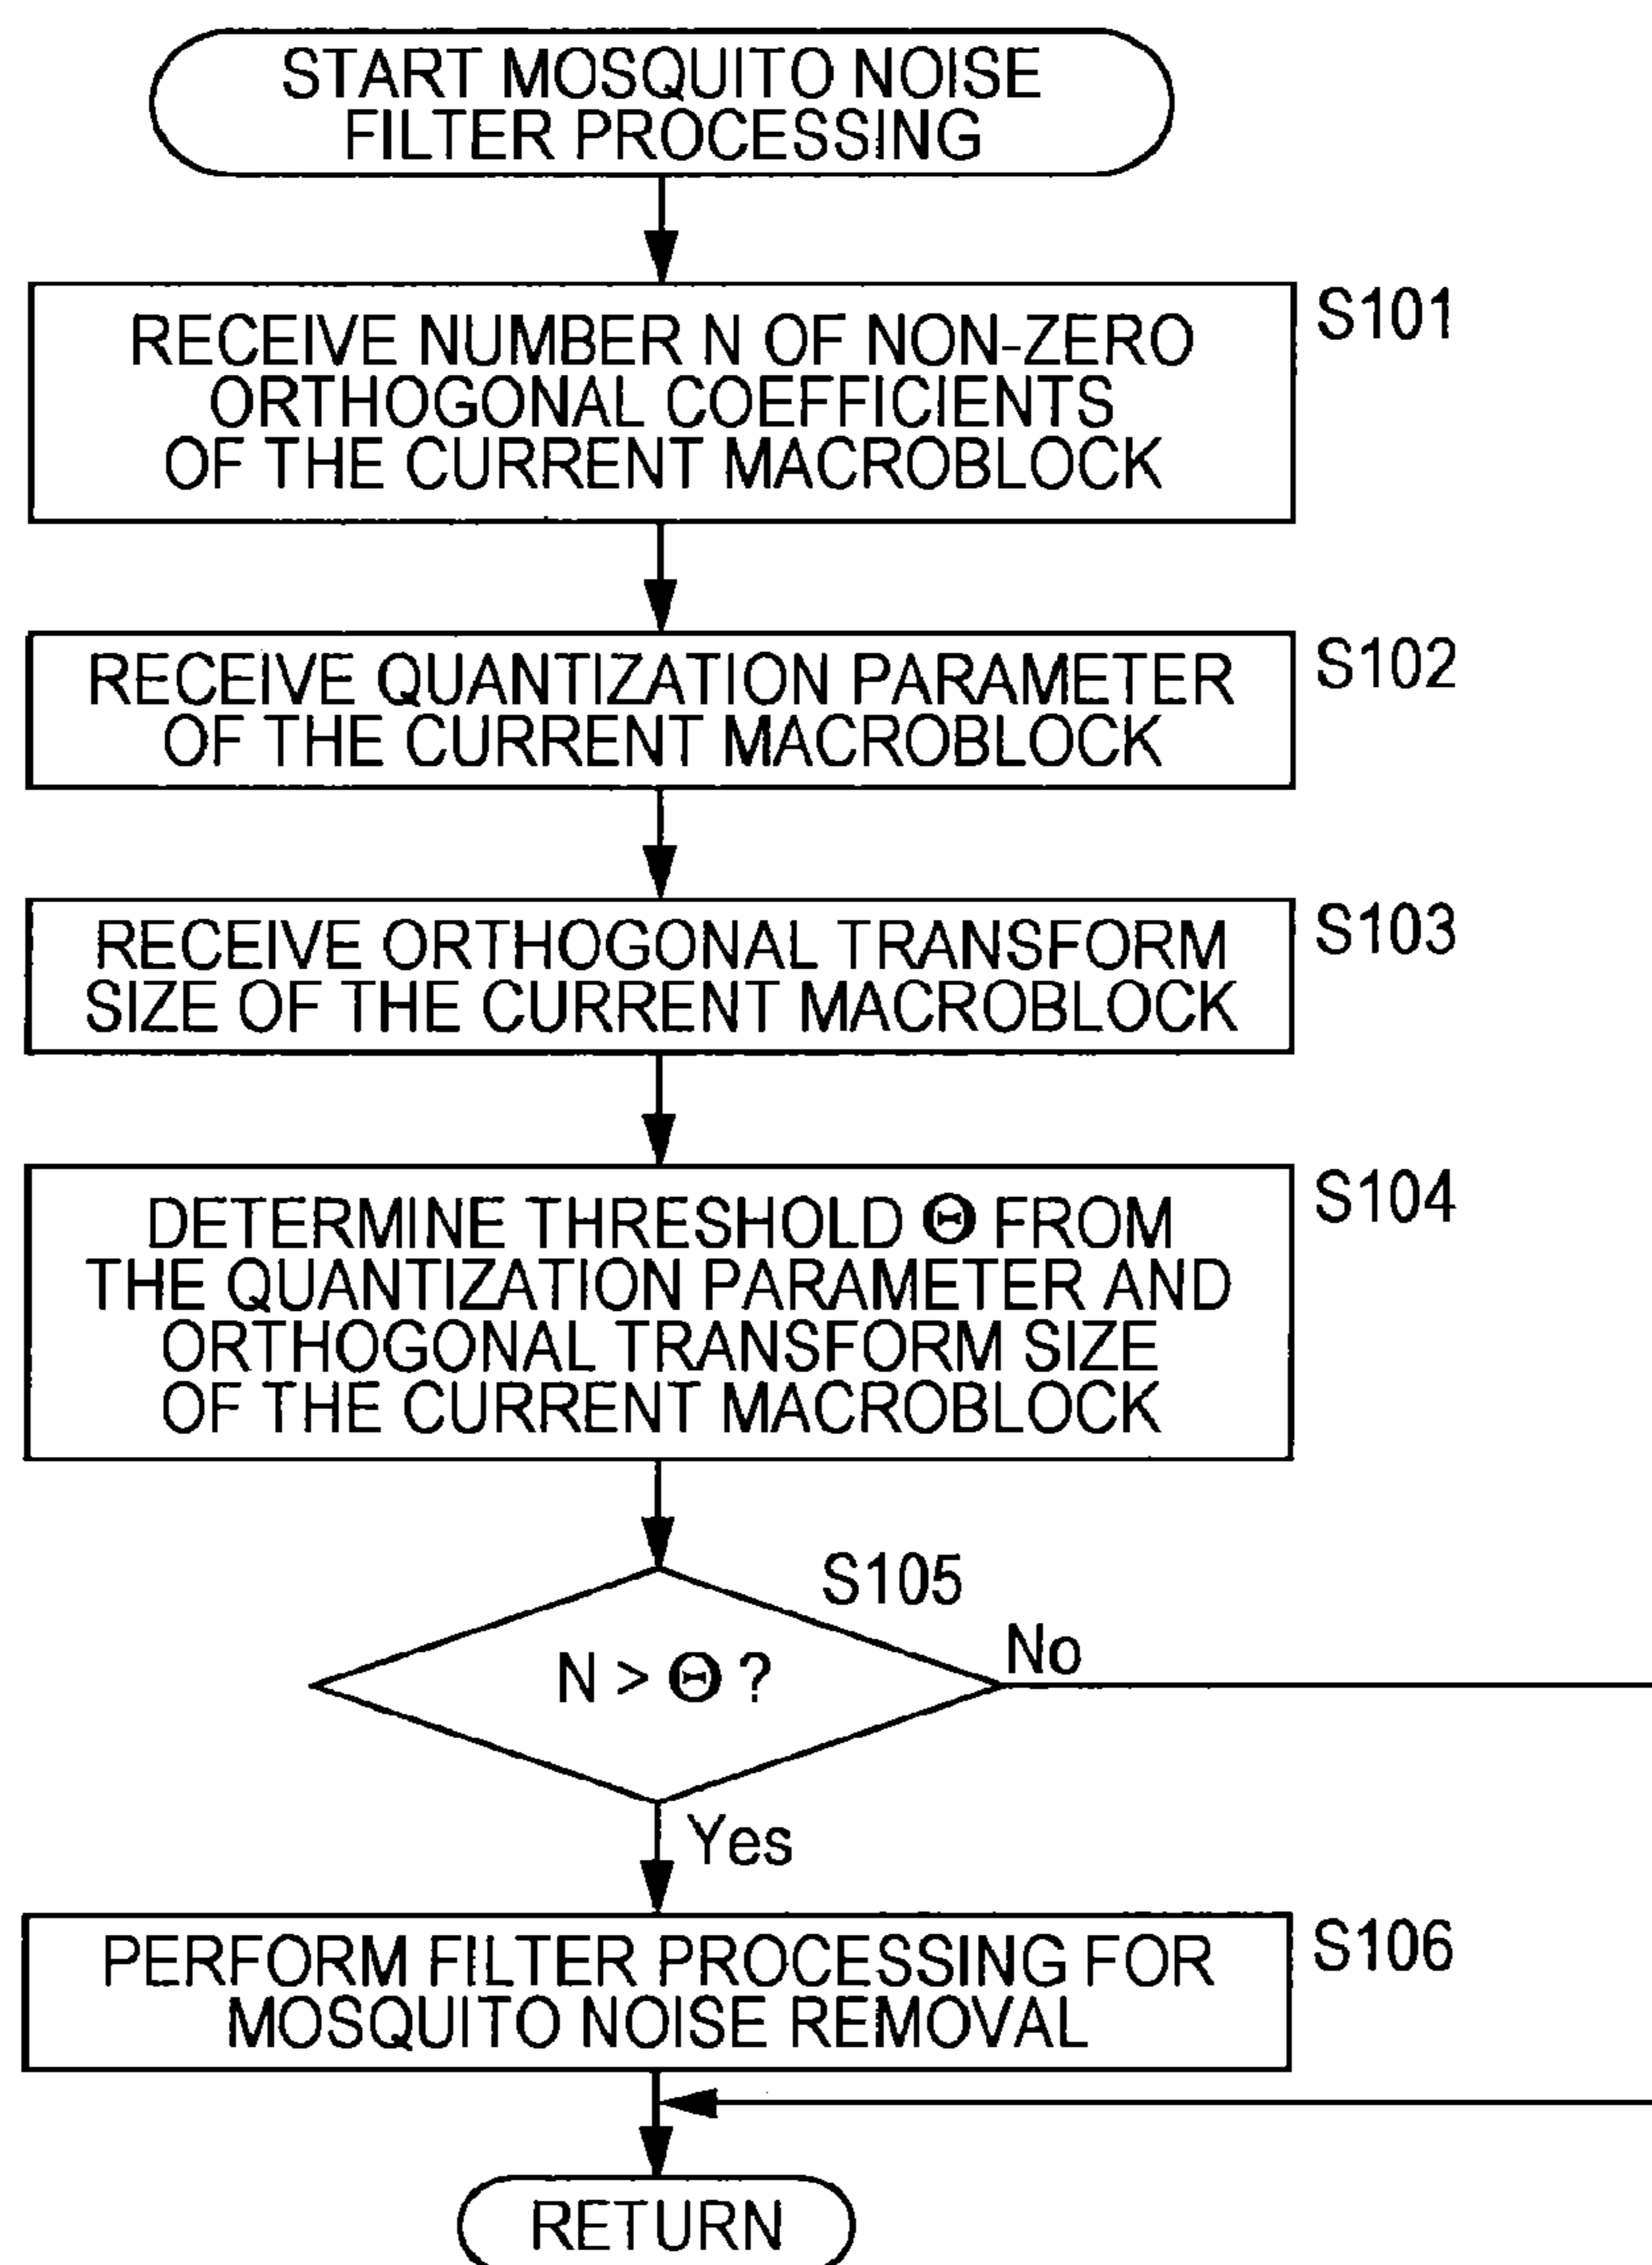 START MOSQUITO NOISE
FILTER PROCESSING
RECEIVE NUMBER N OF NON-ZERO
ORTHOGONAL COEFFICIENTS
OF THE CURRENT MACROBLOCK
S101
RECEIVE QUANTIZATION PARAMETER
OF THE CURRENT MACROBLOCK
S102
RECEIVE ORTHOGONAL TRANSFORM
SIZE OF THE CURRENT MACROBLOCK
S103
DETERMINE THRESHOLD Θ FROM
THE QUANTIZATION PARAMETER AND
ORTHOGONAL TRANSFORM SIZE
OF THE CURRENT MACROBLOCK
S104
S105
N > Θ ?
No
Yes
PERFORM FILTER PROCESSING FOR
MOSQUITO NOISE REMOVAL
S106
RETURN